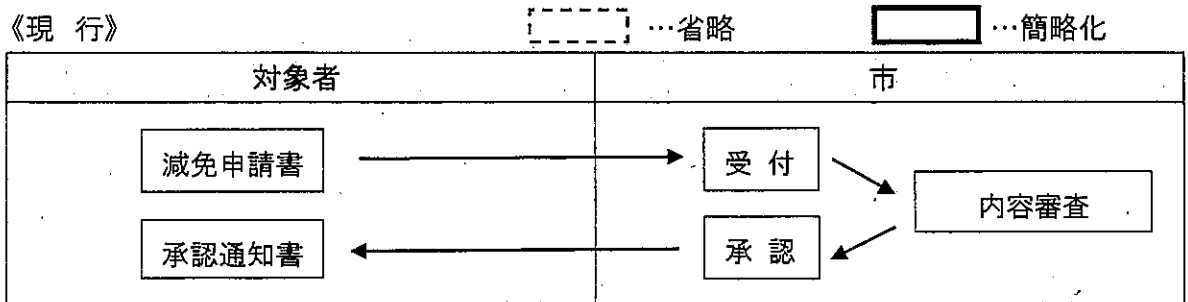 《現 行》 …省略 …簡略化
対象者 市
減免申請書 受 付
内容審査
承認通知書 承 認